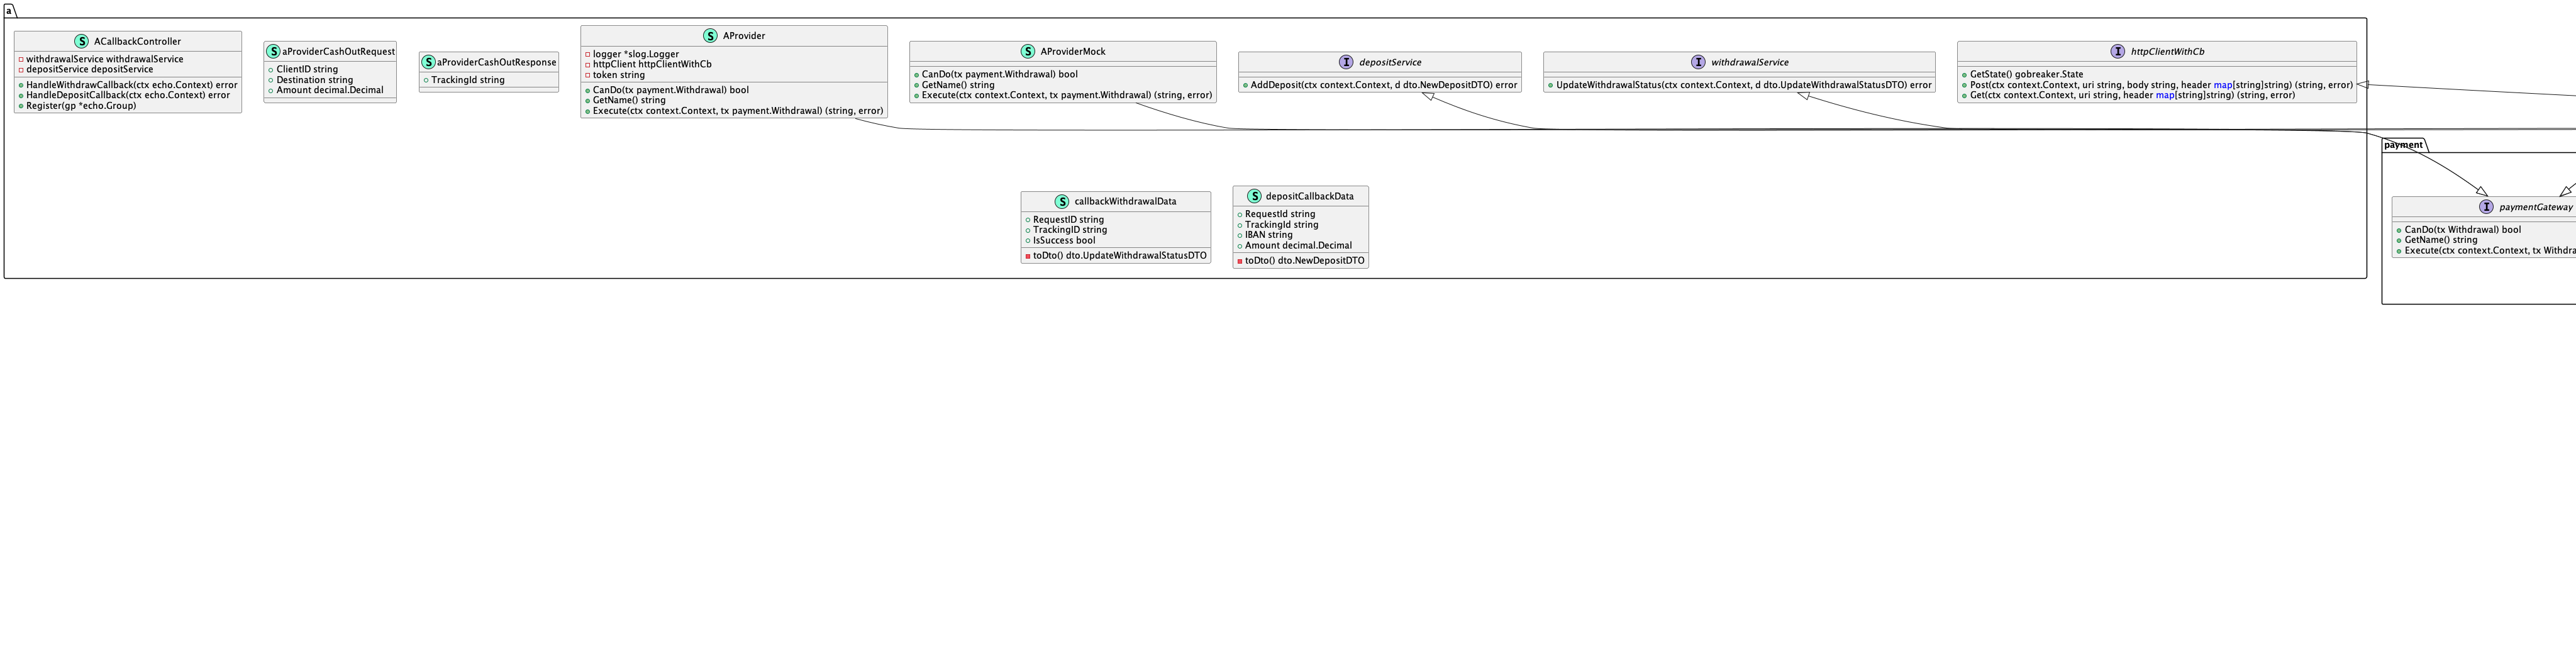 a
S ACallbackController
withdrawalService withdrawalService
depositService depositService
HandleWithdrawCallback(ctx echo.Context) error
HandleDepositCallback(ctx echo.Context) error
Register(gp *echo.Group)
S aProviderCashOutRequest
ClientID string
Destination string
Amount decimal.Decimal
S aProviderCashOutResponse
TrackingId string
S AProvider
logger *slog.Logger
httpClient httpClientWithCb
token string
CanDo(tx payment.Withdrawal) bool
GetName() string
Execute(ctx context.Context, tx payment.Withdrawal) (string, error)
S AProviderMock
CanDo(tx payment.Withdrawal) bool
GetName() string
Execute(ctx context.Context, tx payment.Withdrawal) (string, error)
I depositService
AddDeposit(ctx context.Context, d dto.NewDepositDTO) error
I withdrawalService
UpdateWithdrawalStatus(ctx context.Context, d dto.UpdateWithdrawalStatusDTO) error
I httpClientWithCb
GetState() gobreaker.State
Post(ctx context.Context, uri string, body string, header map[string]string) (string, error)
Get(ctx context.Context, uri string, header map[string]string) (string, error)
S callbackWithdrawalData
RequestID string
TrackingID string
IsSuccess bool
toDto() dto.UpdateWithdrawalStatusDTO
S depositCallbackData
RequestId string
TrackingId string
IBAN string
Amount decimal.Decimal
toDto() dto.NewDepositDTO
payment
I paymentGateway
CanDo(tx Withdrawal) bool
GetName() string
Execute(ctx context.Context, tx Withdra